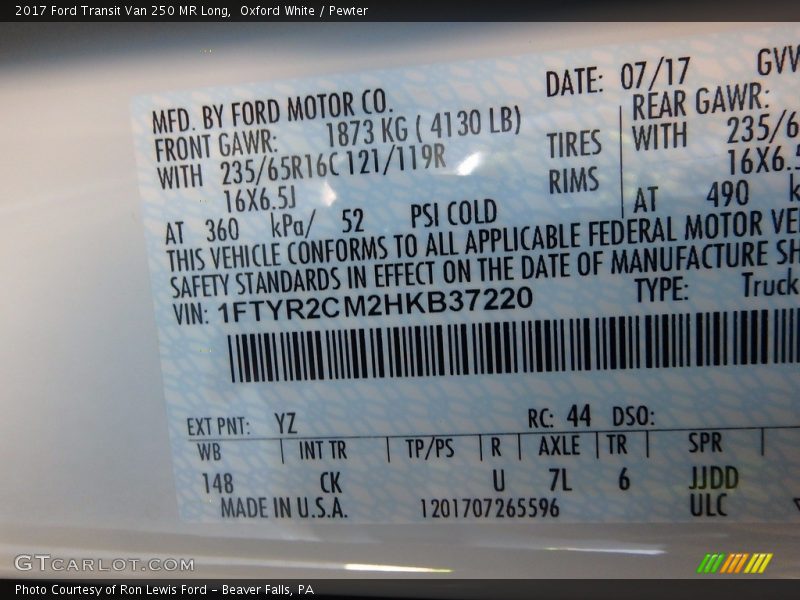 2017 Ford Transit Van 250 MR Long,  Oxford White / Pewter
MFD. BY FORD MOTOR CO.
DATE: 07/17
FRONT GAWR: 1873 KG ( 4130 LB)
REAR GAWR:
WITH 235/65R16C 121/119R
TIRES
WITH
16X6.5J
RIMS
AT 360 kPa/ 52 PSI COLD
AT 490
THIS VEHICLE CONFORMS TO ALL APPLICABLE FEDERAL MOTOR
SAFETY STANDARDS IN EFFECT ON THE DATE OF MANUFACTURE
VIN: 1FTYR2CM2HKB37220
TYPE: Truck
EXT PNT: YZ RC: 44 DSO:
WB INT TR TP/PS R AXLE TR SPR
148 CK U 7L 6 JJDD
MADE IN U.S.A. 1201707265596 ULC
GTCARLOT.COM
Photo Courtesy of Ron Lewis Ford - Beaver Falls, PA